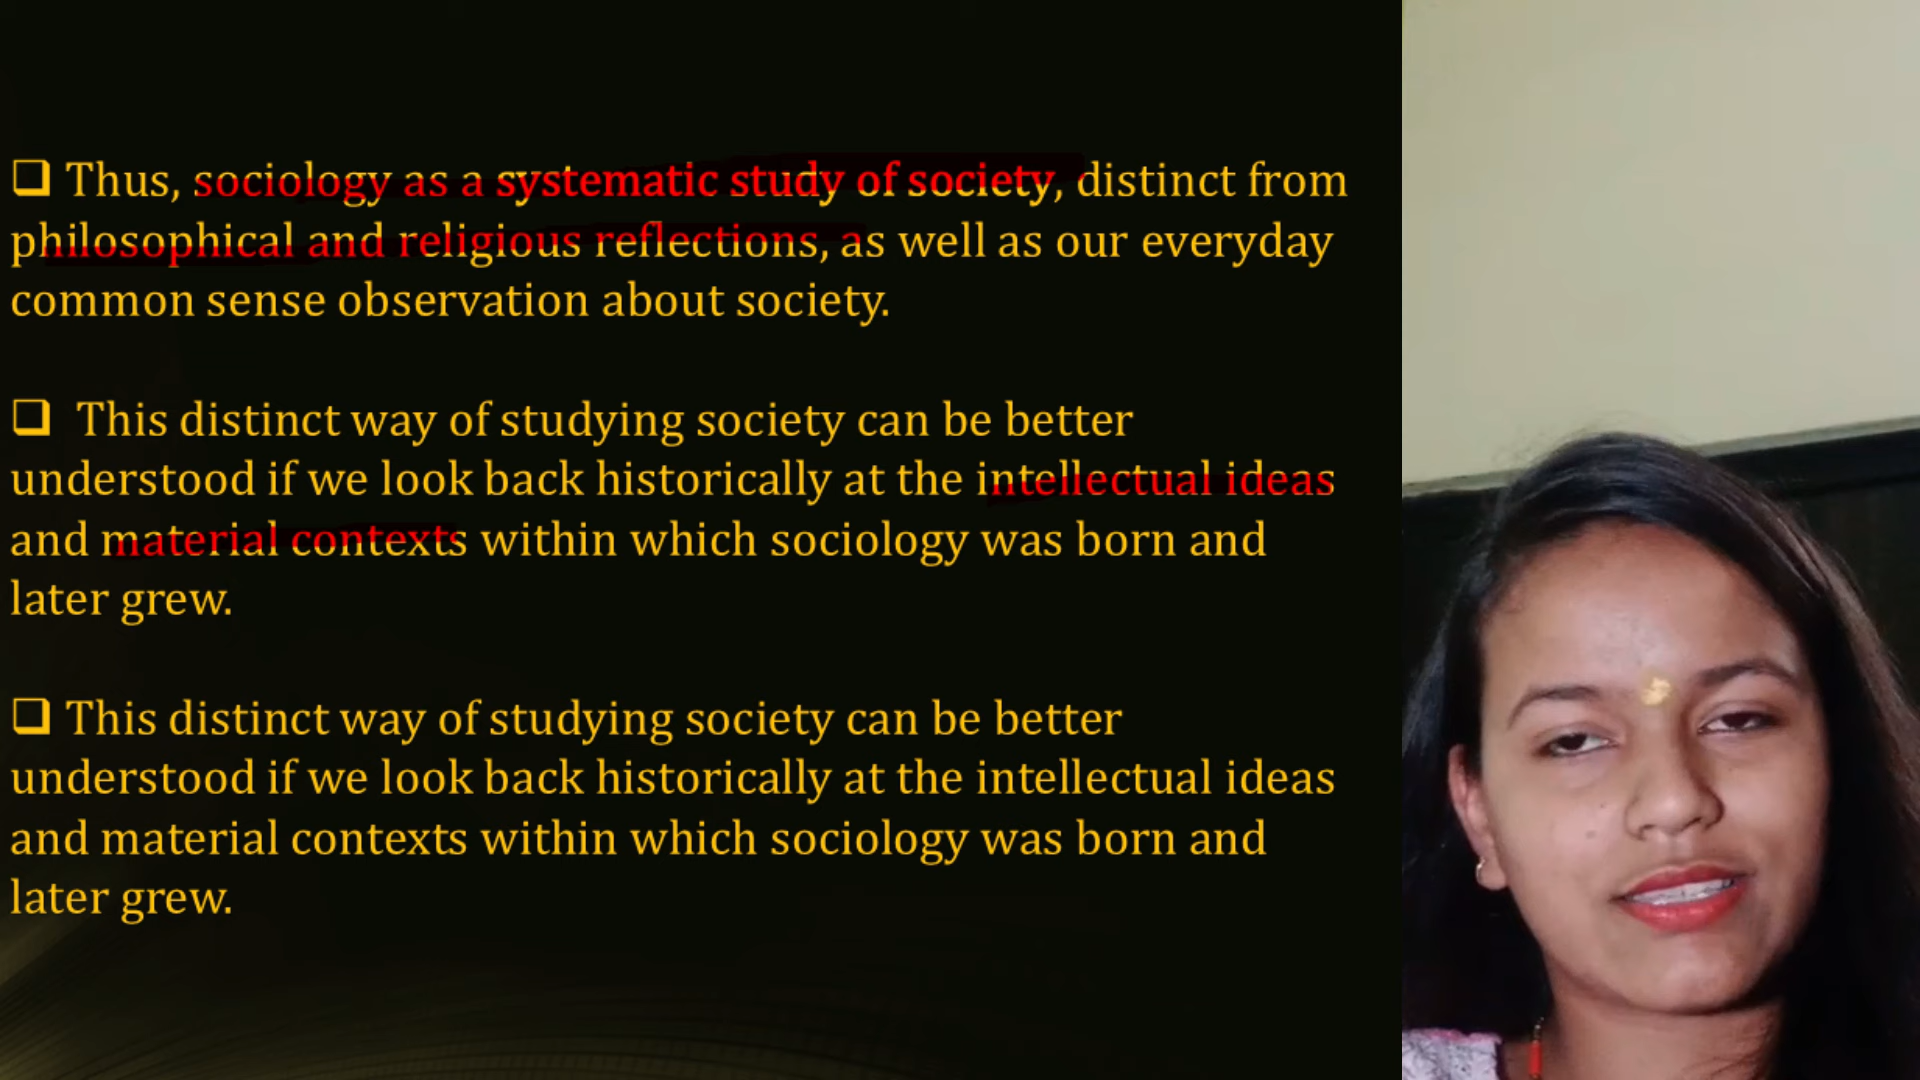 ❑ Thus, sociology as a systematic study of society, distinct from
philosophical and religious reflections, as well as our everyday
common sense observation about society.
❑ This distinct way of studying society can be better
understood if we look back historically at the intellectual ideas
and material contexts within which sociology was born and
later grew.
❑ This distinct way of studying society can be better
understood if we look back historically at the intellectual ideas
and material contexts within which sociology was born and
later grew.